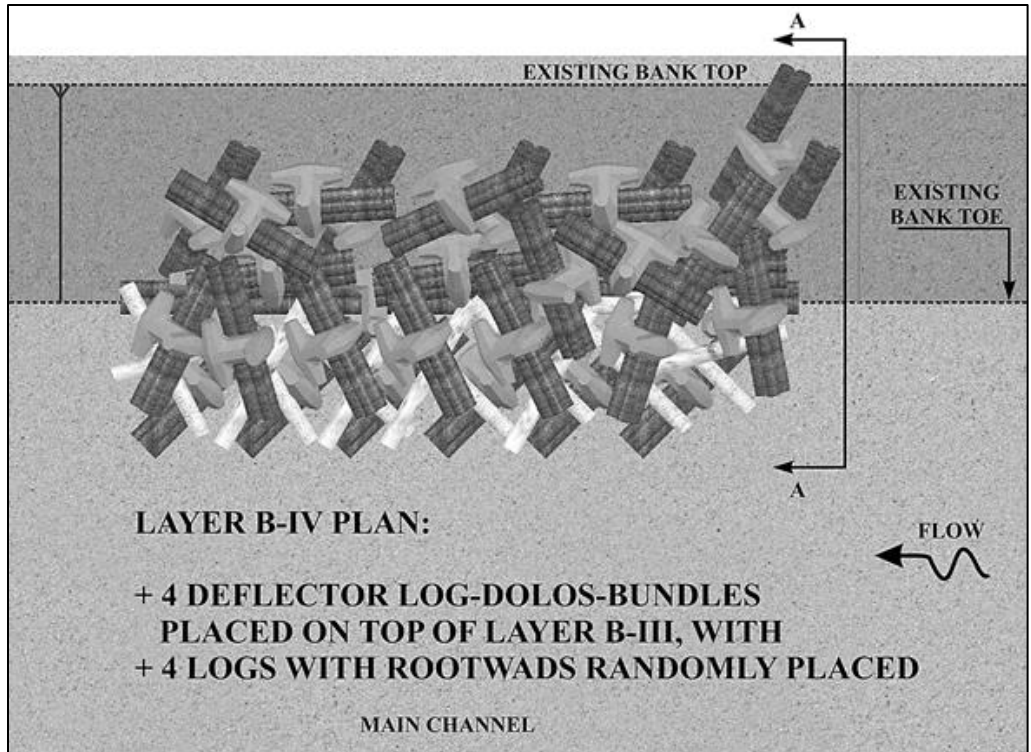 A
EXISTING BANK TOP
EXISTING
BANK TOE
A
LAYER B-IV PLAN:
FLOW
+ 4 DEFLECTOR LOG-DOLOS-BUNDLES
PLACED ON TOP OF LAYER B-III, WITH
+ 4 LOGS WITH ROOTWADS RANDOMLY PLACED
MAIN CHANNEL